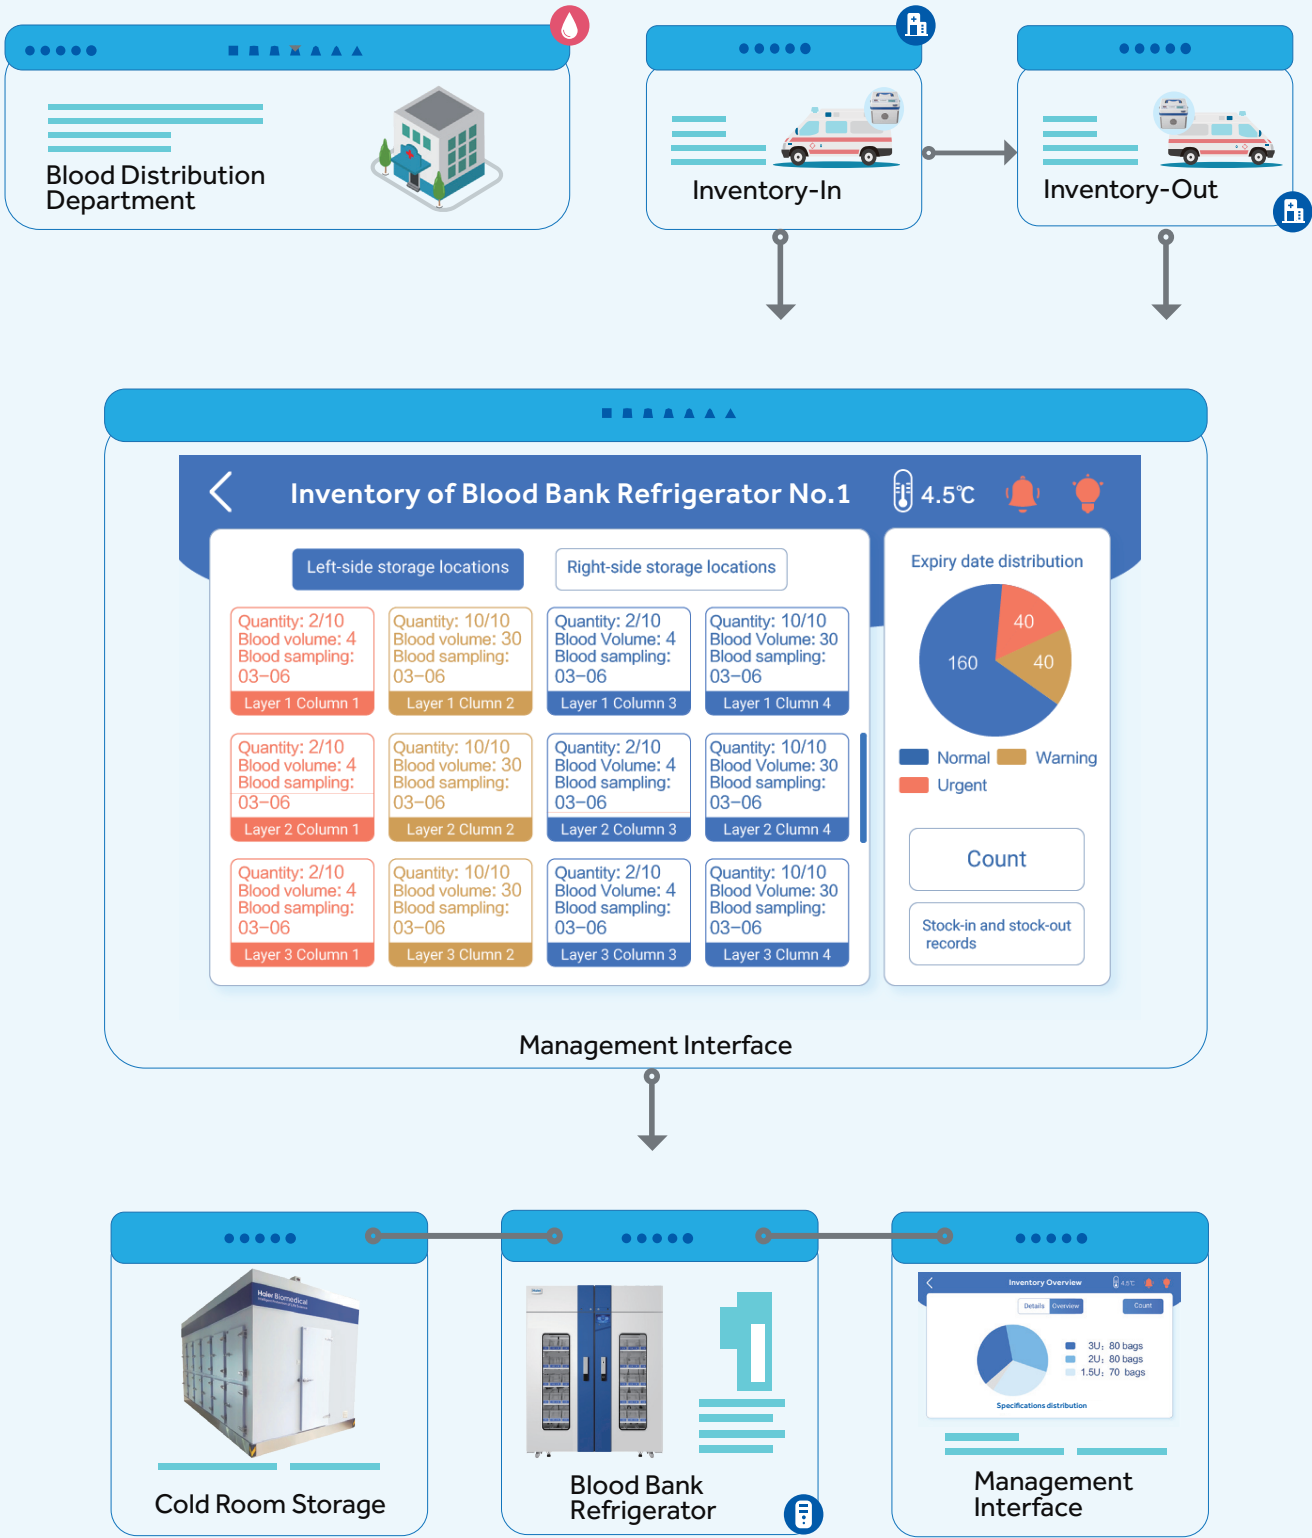 Blood Distribution
Department
Inventory-In
Inventory-Out
Inventory of Blood Bank Refrigerator No.1
4.5℃
Left-side storage locations
Right-side storage locations
Quantity: 2/10
Blood volume: 4
Blood sampling:
03-06
Layer 1 Column 1
Quantity: 10/10
Blood volume: 30
Blood sampling:
03-06
Layer 1 Clumn 2
Quantity: 2/10
Blood Volume: 4
Blood sampling:
03-06
Layer 1 Column 3
Quantity: 10/10
Blood Volume: 30
Blood sampling:
03-06
Layer 1 Clumn 4
Quantity: 2/10
Blood volume: 4
Blood sampling:
03-06
Layer 2 Column 1
Quantity: 10/10
Blood volume: 30
Blood sampling:
03-06
Layer 2 Clumn 2
Quantity: 2/10
Blood Volume: 4
Blood sampling:
03-06
Layer 2 Column 3
Quantity: 10/10
Blood Volume: 30
Blood sampling:
03-06
Layer 2 Clumn 4
Quantity: 2/10
Blood volume: 4
Blood sampling:
03-06
Layer 3 Column 1
Quantity: 10/10
Blood volume: 30
Blood sampling:
03-06
Layer 3 Clumn 2
Quantity: 2/10
Blood Volume: 4
Blood sampling:
03-06
Layer 3 Column 3
Quantity: 10/10
Blood Volume: 30
Blood sampling:
03-06
Layer 3 Clumn 4
Expiry date distribution
40
160
40
Normal
Warning
Urgent
Count
Stock-in and stock-out
records
Management Interface
Haier Biomedical
Cold Room Storage
Blood Bank
Refrigerator
Inventory Overview
4.5℃
Details
Overview
Count
3U: 80 bags
2U: 80 bags
1.5U: 70 bags
Specifications distribution
Management
Interface